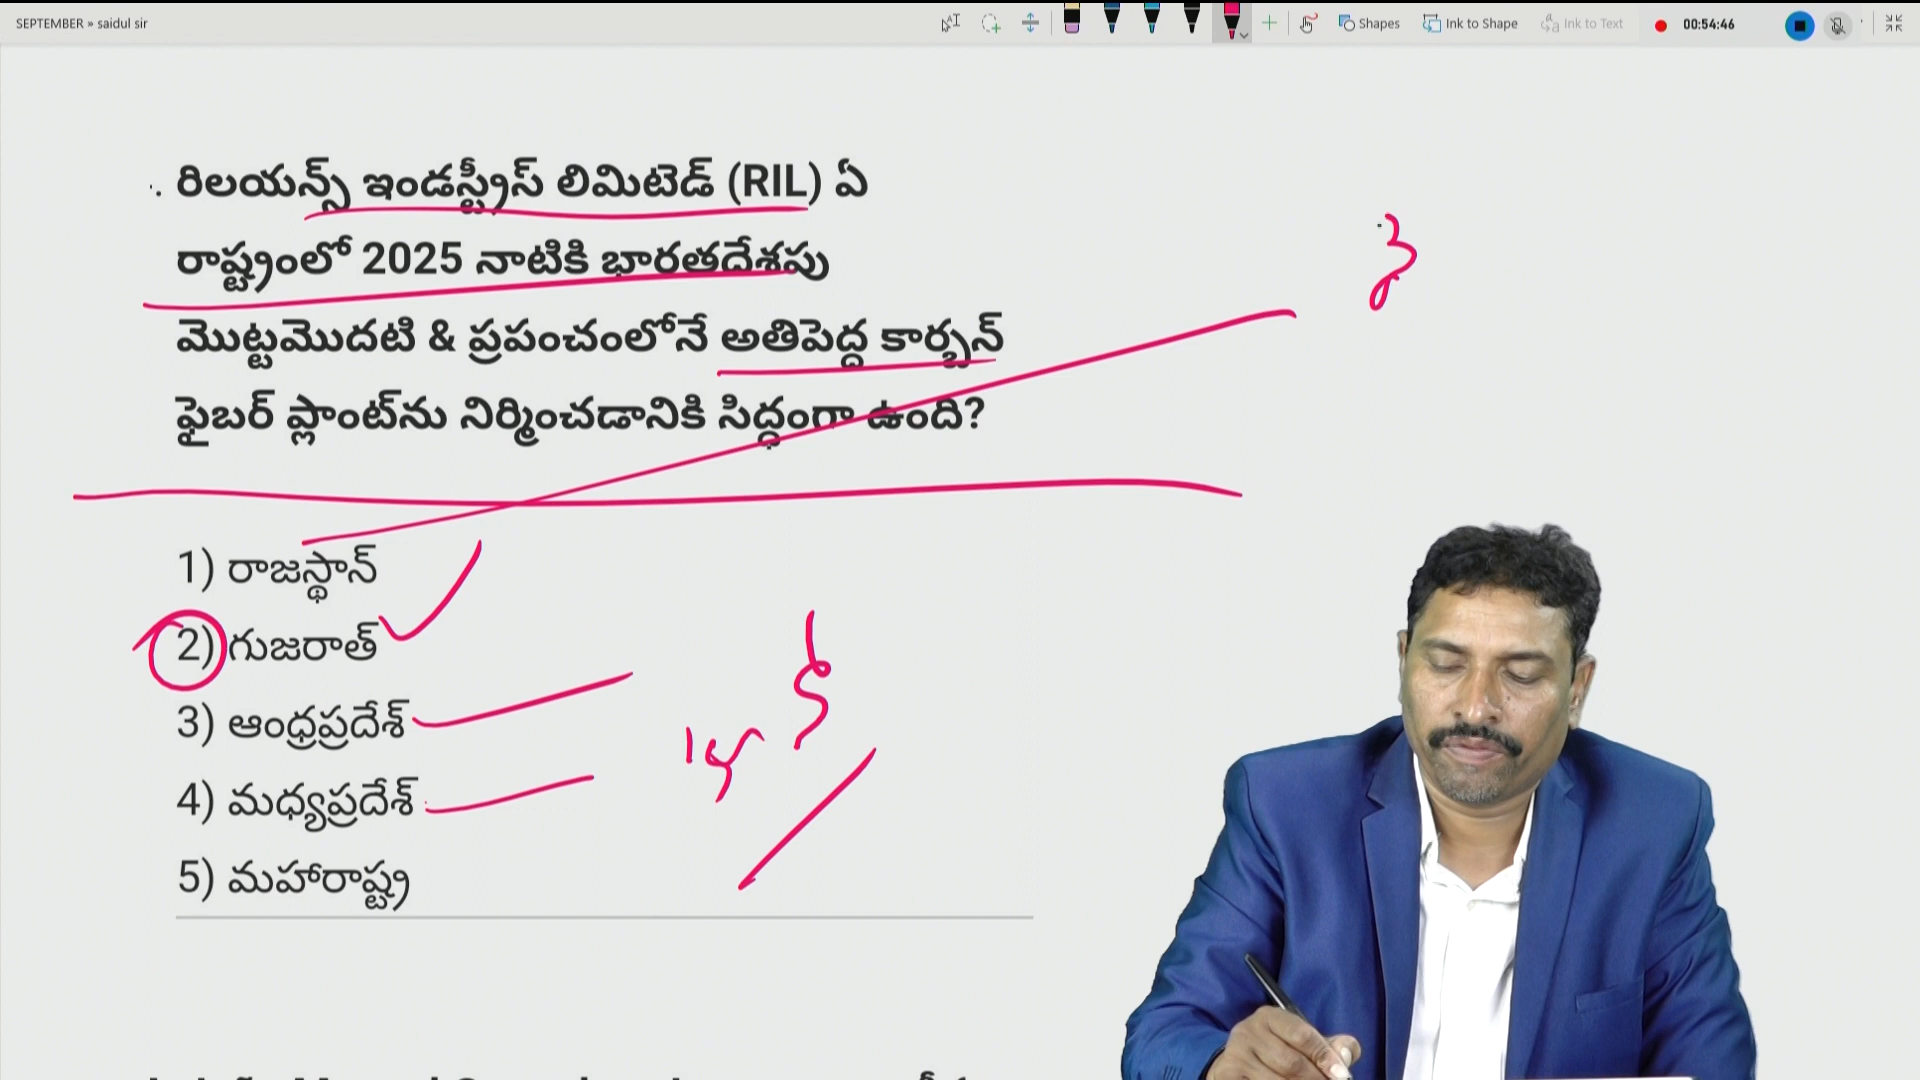 SEPTEMBER » saidul sir
Shapes
Ink to Shape
Ink to Text
00:54:46
రిలయన్స్ ఇండస్ట్రీస్ లిమిటెడ్ (RIL) ఏ
రాష్ట్రంలో 2025 నాటికి భారతదేశపు
మొట్టమొదటి & ప్రపంచంలోనే అతిపెద్ద కార్బన్
ఫైబర్ ప్లాంట్‌ను నిర్మించడానికి సిద్ధంగా ఉంది?
1) రాజస్థాన్
2) గుజరాత్
3) ఆంధ్రప్రదేశ్
4) మధ్యప్రదేశ్
5) మహారాష్ట్ర